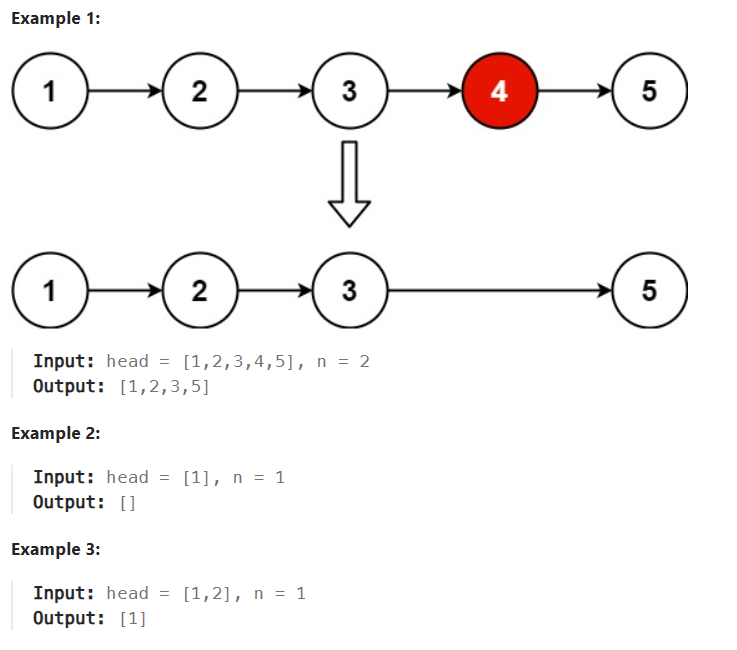 Example 1:
1 2 3 4 5
1 2 3 5
Input: head = [1,2,3,4,5], n = 2
Output: [1,2,3,5]
Example 2:
Input: head = [1], n = 1
Output: []
Example 3:
Input: head = [1,2], n = 1
Output: [1]